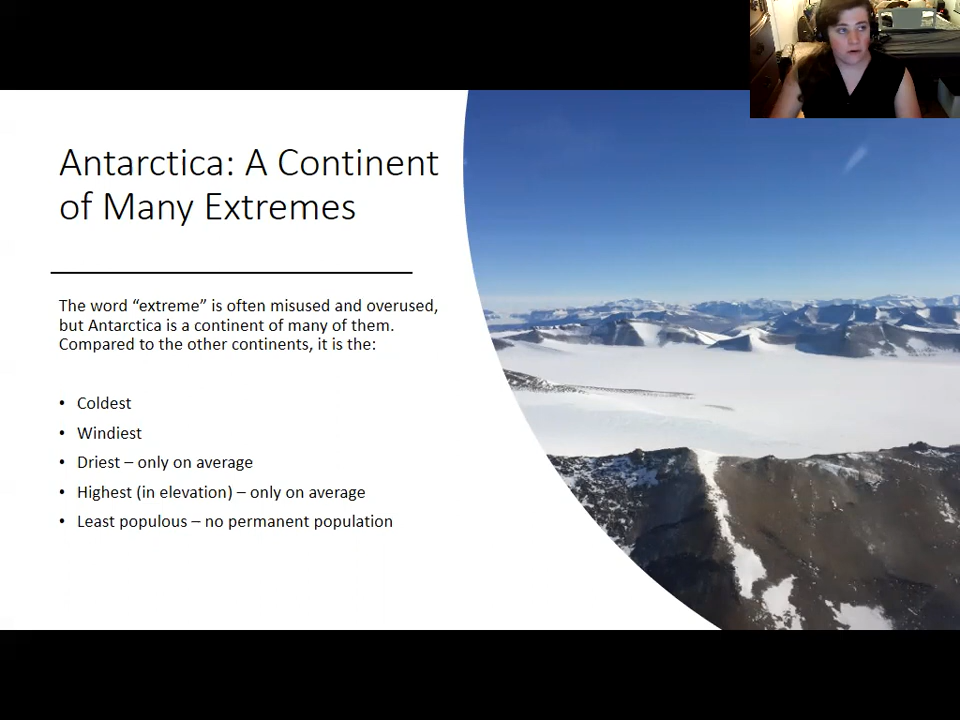 Antarctica: A Continent
of Many Extremes
The word “extreme” is often misused and overused,
but Antarctica is a continent of many of them.
Compared to the other continents, it is the:
• Coldest
• Windiest
• Driest – only on average
• Highest (in elevation) – only on average
• Least populous – no permanent population